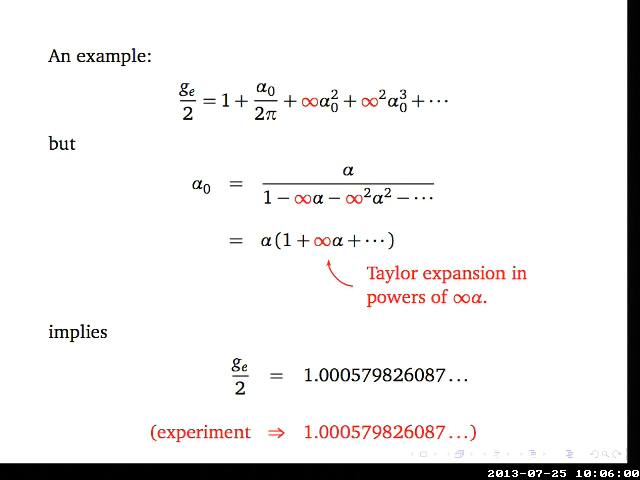 An example:
gₑ/2 = 1 + α₀/2π + ∞α₀² + ∞²α₀³ + ⋯
but
α₀ = α/(1 − ∞α − ∞²α² − ⋯)
= α(1 + ∞α + ⋯)
Taylor expansion in
powers of ∞α.
implies
gₑ/2 = 1.000579826087...
(experiment ⇒ 1.000579826087...)
2013-07-25 10:06:00